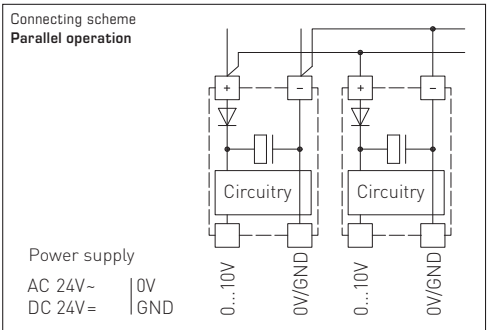 Connecting scheme
Parallel operation
+ − + −
Circuitry Circuitry
Power supply
AC 24V~ 0V
DC 24V= GND
0...10V
0V/GND
0...10V
0V/GND